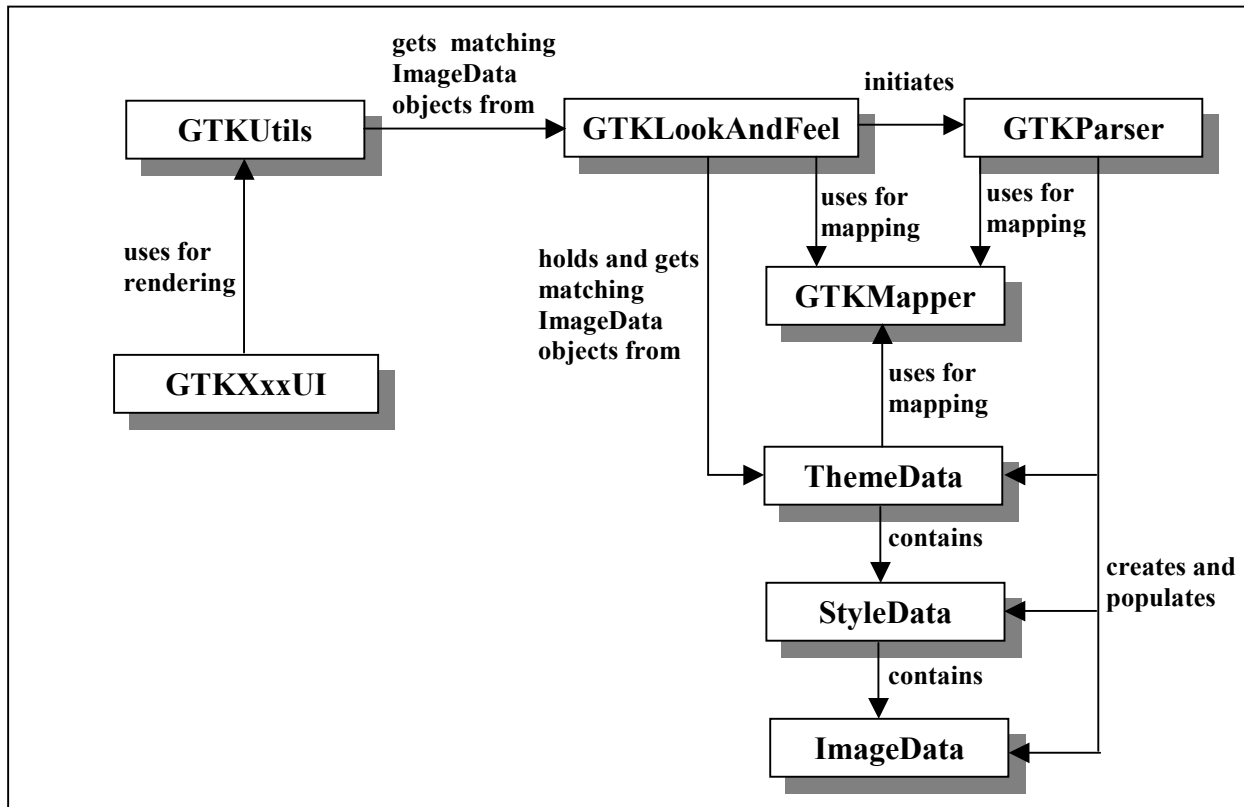 gets matching
ImageData
objects from
initiates
GTKUtils
GTKLookAndFeel
GTKParser
uses for
mapping
uses for
mapping
uses for
rendering
holds and gets
matching
ImageData
objects from
GTKMapper
GTKXxxUI
uses for
mapping
ThemeData
contains
creates and
populates
StyleData
contains
ImageData